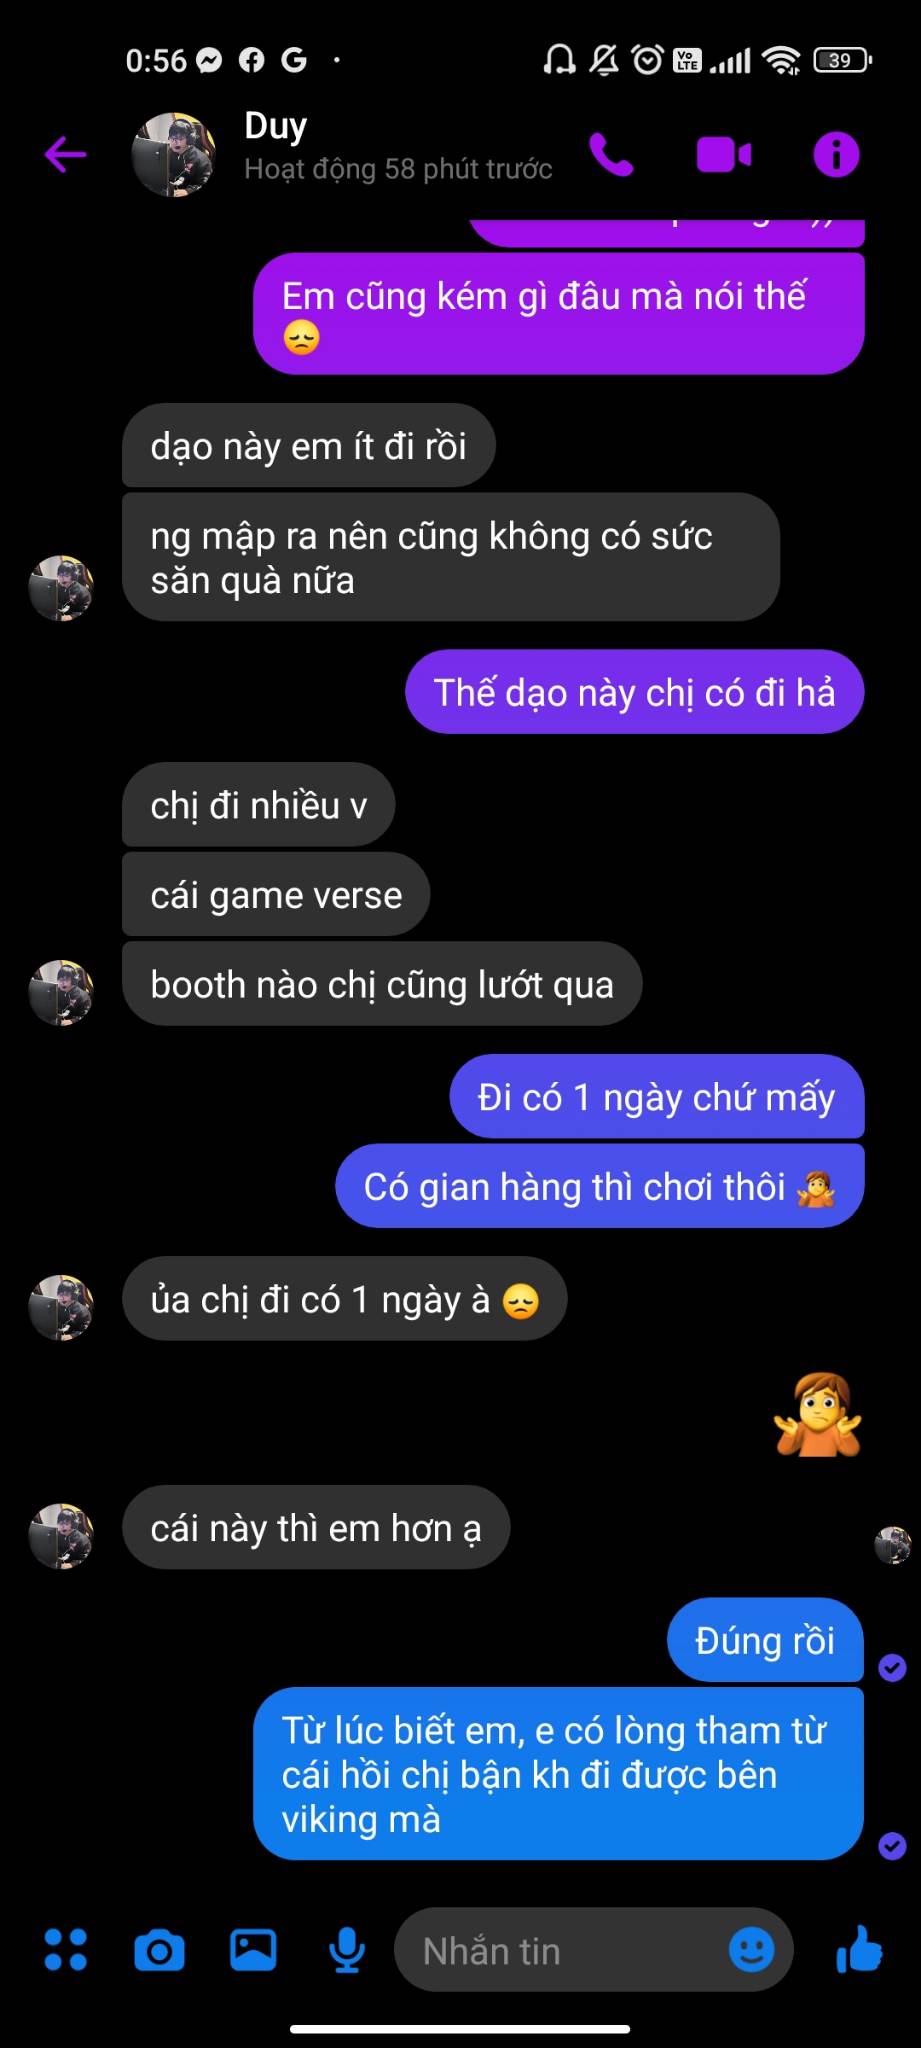 0:56
Vo LTE
39
Duy
Hoạt động 58 phút trước
Em cũng kém gì đâu mà nói thế
😞
dạo này em ít đi rồi
ng mập ra nên cũng không có sức
săn quà nữa
Thế dạo này chị có đi hả
chị đi nhiều v
cái game verse
booth nào chị cũng lướt qua
Đi có 1 ngày chứ mấy
Có gian hàng thì chơi thôi 🤷
ủa chị đi có 1 ngày à 😞
🤷
cái này thì em hơn ạ
Đúng rồi
Từ lúc biết em, e có lòng tham từ
cái hồi chị bận kh đi được bên
viking mà
Nhắn tin